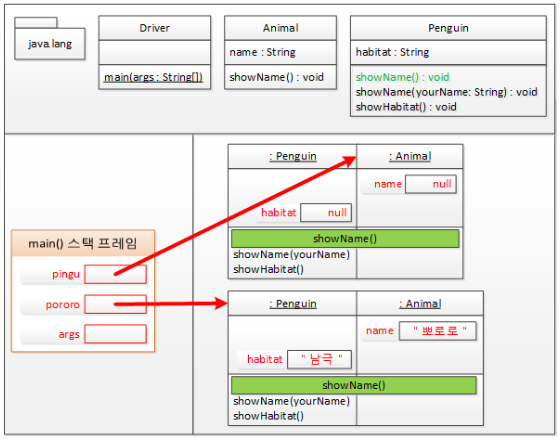 java.lang
Driver
main(args : String[])
Animal
name : String
showName() : void
Penguin
habitat : String
showName() : void
showName(yourName: String) : void
showHabitat() : void
main() 스택 프레임
pingu
pororo
args
: Penguin
: Animal
name
null
habitat
null
showName()
showName(yourName)
showHabitat()
: Penguin
: Animal
name
" 뽀로로 "
habitat
" 남극 "
showName()
showName(yourName)
showHabitat()